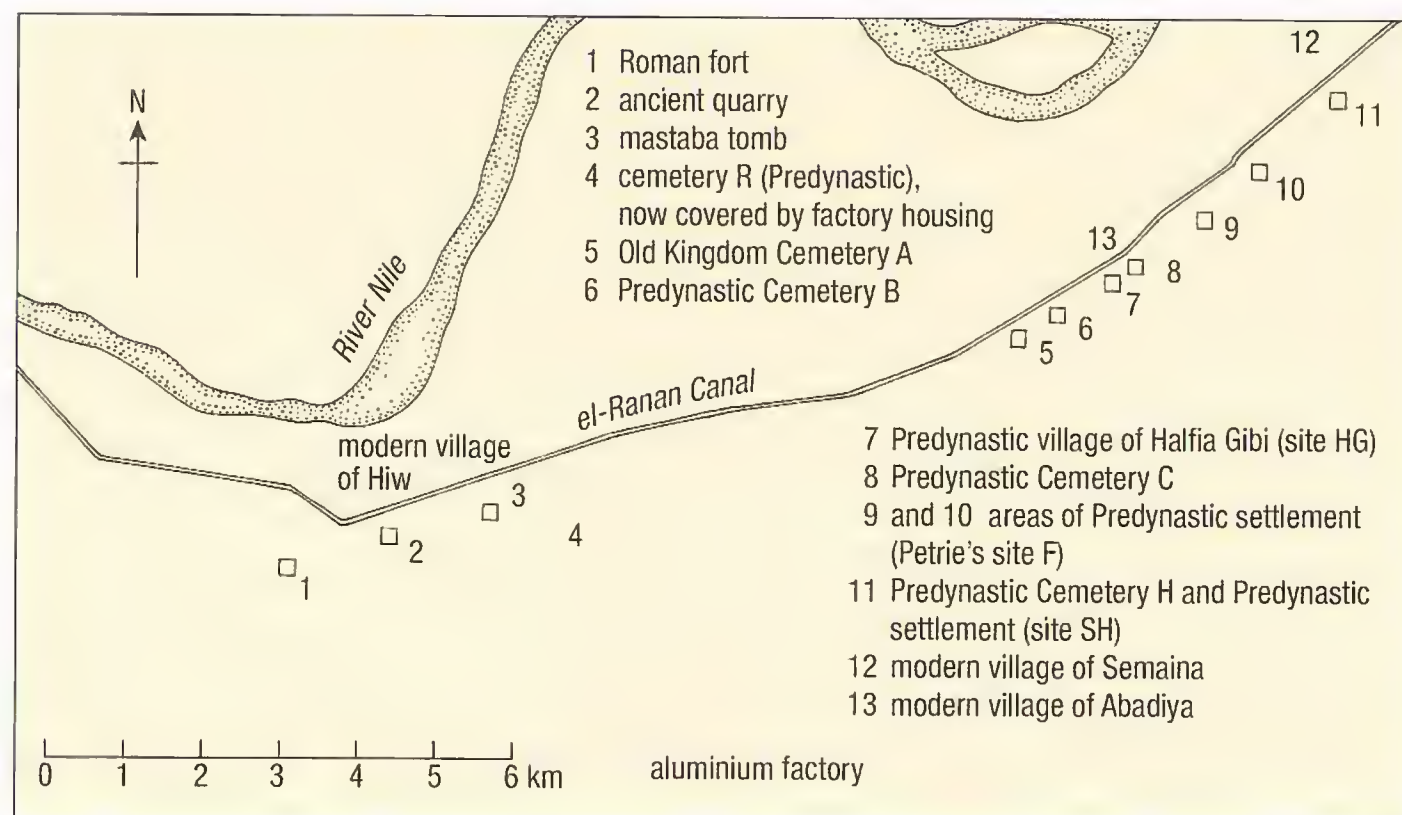 1 Roman fort
2 ancient quarry
3 mastaba tomb
4 cemetery R (Predynastic),
now covered by factory housing
5 Old Kingdom Cemetery A
6 Predynastic Cemetery B
N
River Nile
el-Ranan Canal
modern village
of Hiw
12
11
10
9
13
8
7
6
5
3
4
2
1
7 Predynastic village of Halfia Gibi (site HG)
8 Predynastic Cemetery C
9 and 10 areas of Predynastic settlement
(Petrie's site F)
11 Predynastic Cemetery H and Predynastic
settlement (site SH)
12 modern village of Semaina
13 modern village of Abadiya
0 1 2 3 4 5 6 km
aluminium factory